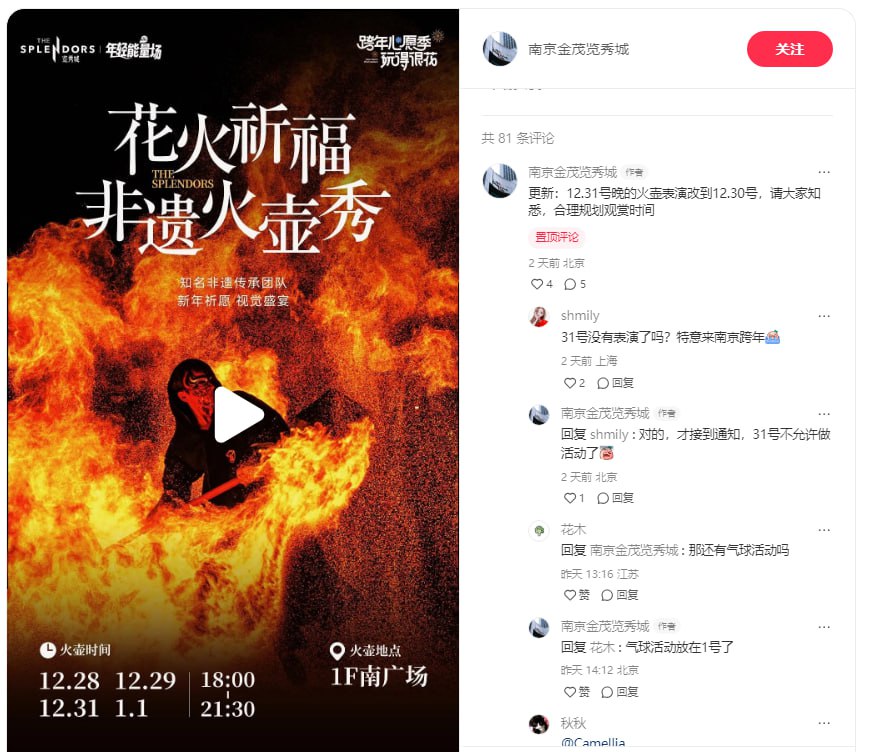 THE
SPLENDORS
览秀城
年轻能量场
跨年心愿季
玩得很花
花火祈福
THE
SPLENDORS
非遗火壶秀
知名非遗传承团队
新年祈愿 视觉盛宴
火壶时间
12.28 12.29
12.31 1.1
18:00
21:30
火壶地点
1F南广场
南京金茂览秀城
关注
共 81 条评论
南京金茂览秀城 作者
更新：12.31号晚的火壶表演改到12.30号，请大家知
悉，合理规划观赏时间
置顶评论
2 天前 北京
4 5
shmily
31号没有表演了吗？特意来南京跨年
2 天前 上海
2 回复
南京金茂览秀城 作者
回复 shmily : 对的，才接到通知，31号不允许做
活动了
2 天前 北京
1 回复
花木
回复 南京金茂览秀城 : 那还有气球活动吗
昨天 13:16 江苏
赞 回复
南京金茂览秀城 作者
回复 花木 : 气球活动放在1号了
昨天 14:12 北京
赞 回复
秋秋
@Camellia